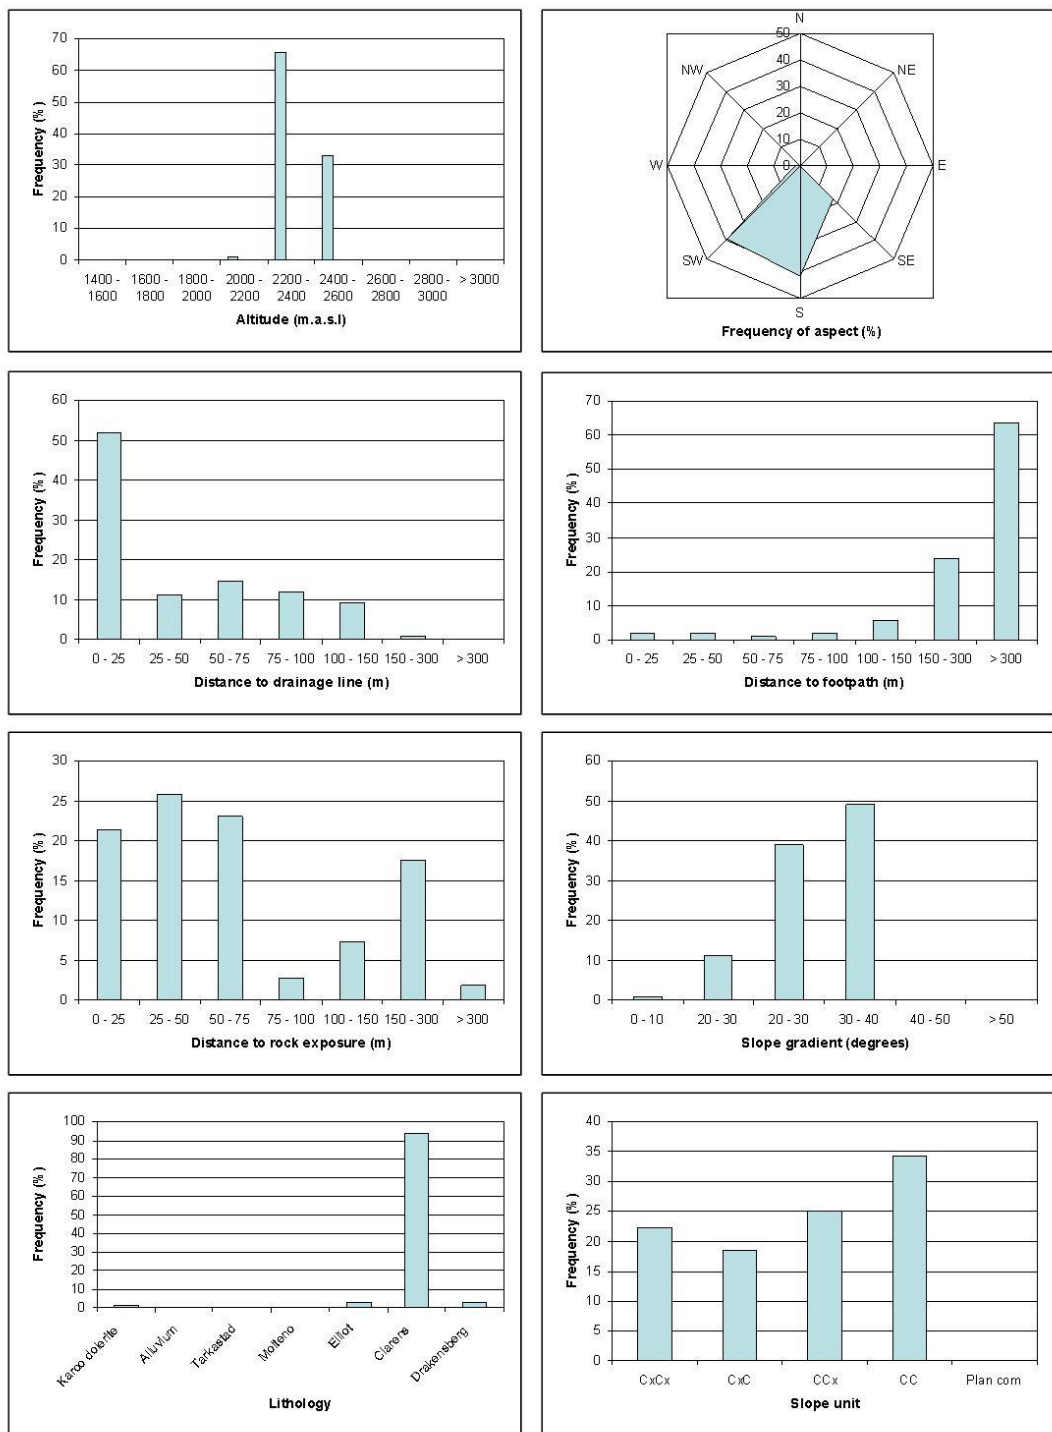 70
60
50
40
30
20
10
0
Frequency (%)
1400 - 1600 - 1800 - 2000 - 2200 - 2400 - 2600 - 2800 - > 3000
1600 1800 2000 2200 2400 2600 2800 3000
Altitude (m.a.s.l)
N
50
NW NE
40
30
20
10
W 0 E
SW SE
S
Frequency of aspect (%)
60
50
40
30
20
10
0
Frequency (%)
0 - 25 25 - 50 50 - 75 75 - 100 100 - 150 150 - 300 > 300
Distance to drainage line (m)
70
60
50
40
30
20
10
0
Frequency (%)
0 - 25 25 - 50 50 - 75 75 - 100 100 - 150 150 - 300 > 300
Distance to footpath (m)
30
25
20
15
10
5
0
Frequency (%)
0 - 25 25 - 50 50 - 75 75 - 100 100 - 150 150 - 300 > 300
Distance to rock exposure (m)
60
50
40
30
20
10
0
Frequency (%)
0 - 10 20 - 30 20 - 30 30 - 40 40 - 50 > 50
Slope gradient (degrees)
100
90
80
70
60
50
40
30
20
10
0
Frequency (%)
Karoo dolerite Alluvium Tarkastad Molteno Elliot Clarens Drakensberg
Lithology
40
35
30
25
20
15
10
5
0
Frequency (%)
CxCx CxC CCx CC Plan com
Slope unit